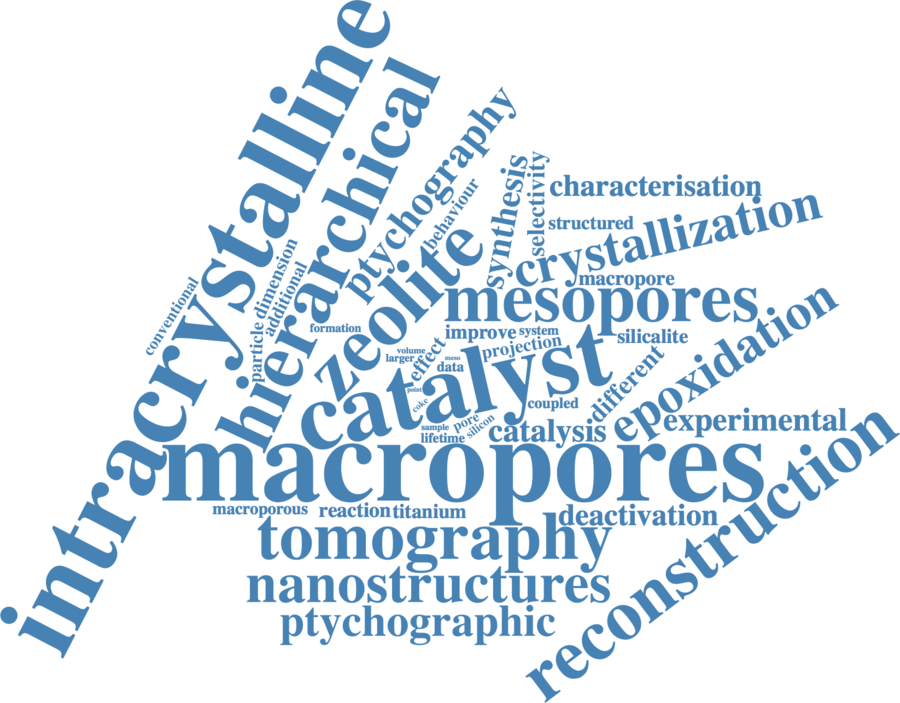 intracrystalline
hierarchical
ptychography
behaviour
synthesis
selectivity
characterisation
structured
crystallization
macropore
mesopores
zeolite
conventional
particle dimension
additional
formation
improve
system
projection
silicalite
volume
larger
effect
meso
data
point
coke
catalyst
different
coupled
epoxidation
experimental
sample
pore
silicon
lifetime
catalysis
macropores
macroporous
reaction
titanium
deactivation
tomography
nanostructures
ptychographic
reconstruction